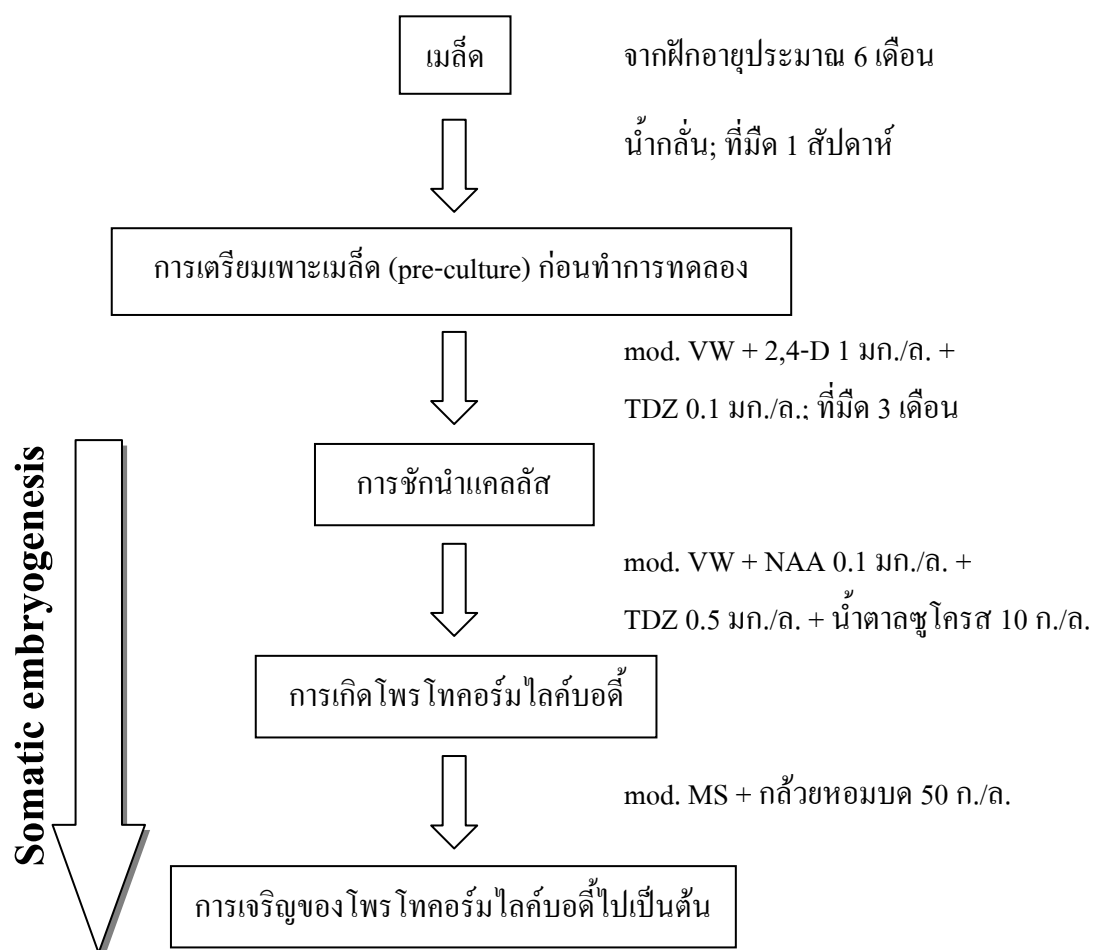 เมล็ด
จากฝักอายุประมาณ 6 เดือน
น้ำกลั่น; ที่มืด 1 สัปดาห์
การเตรียมเพาะเมล็ด (pre-culture) ก่อนทำการทดลอง
mod. VW + 2,4-D 1 มก./ล. +
TDZ 0.1 มก./ล.; ที่มืด 3 เดือน
การชักนำแคลลัส
mod. VW + NAA 0.1 มก./ล. +
TDZ 0.5 มก./ล. + น้ำตาลซูโครส 10 ก./ล.
การเกิดโพรโทคอร์มไลค์บอดี้
mod. MS + กล้วยหอมบด 50 ก./ล.
การเจริญของโพรโทคอร์มไลค์บอดี้ไปเป็นต้น
Somatic embryogenesis